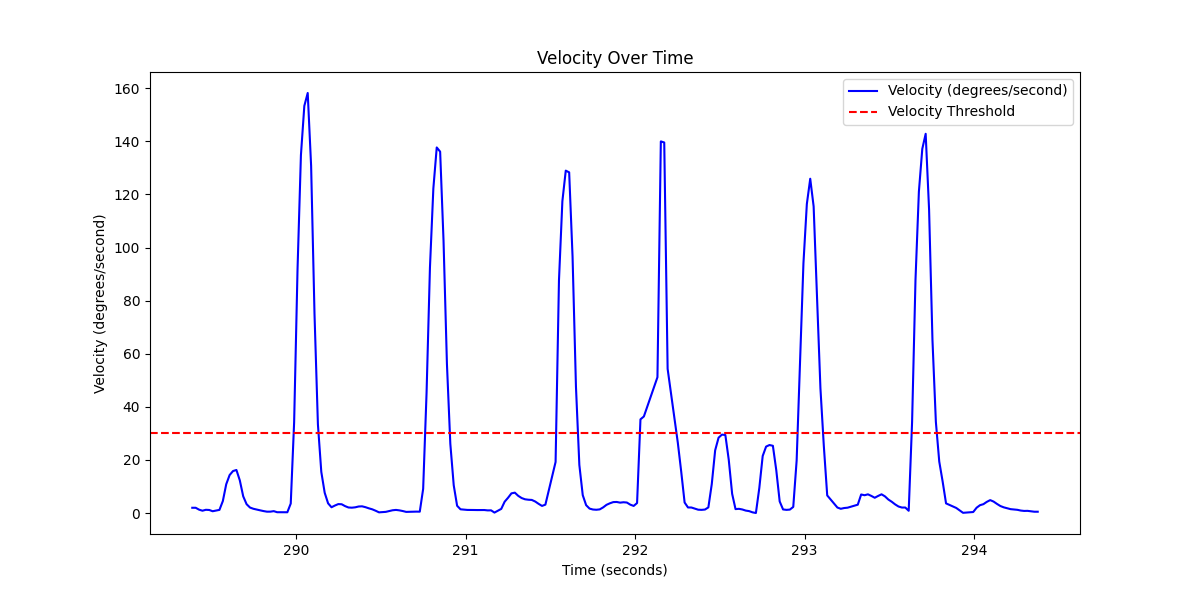 Velocity Over Time
Velocity (degrees/second)
Velocity Threshold
160
140
120
100
80
60
40
20
0
Velocity (degrees/second)
290
291
292
293
294
Time (seconds)